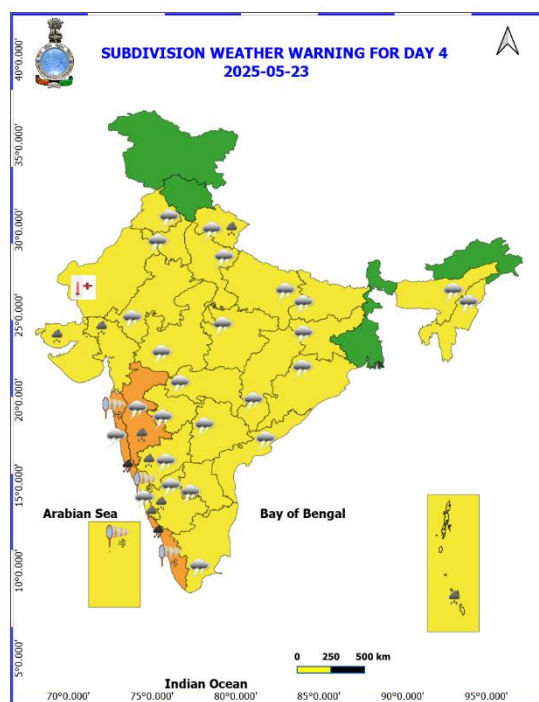 SUBDIVISION WEATHER WARNING FOR DAY 4
2025-05-23
40°0.000'
35°0.000'
30°0.000'
25°0.000'
20°0.000'
15°0.000'
10°0.000'
5°0.000'
Arabian Sea
Bay of Bengal
0 250 500 km
Indian Ocean
70°0.000' 75°0.000' 80°0.000' 85°0.000' 90°0.000' 95°0.000'